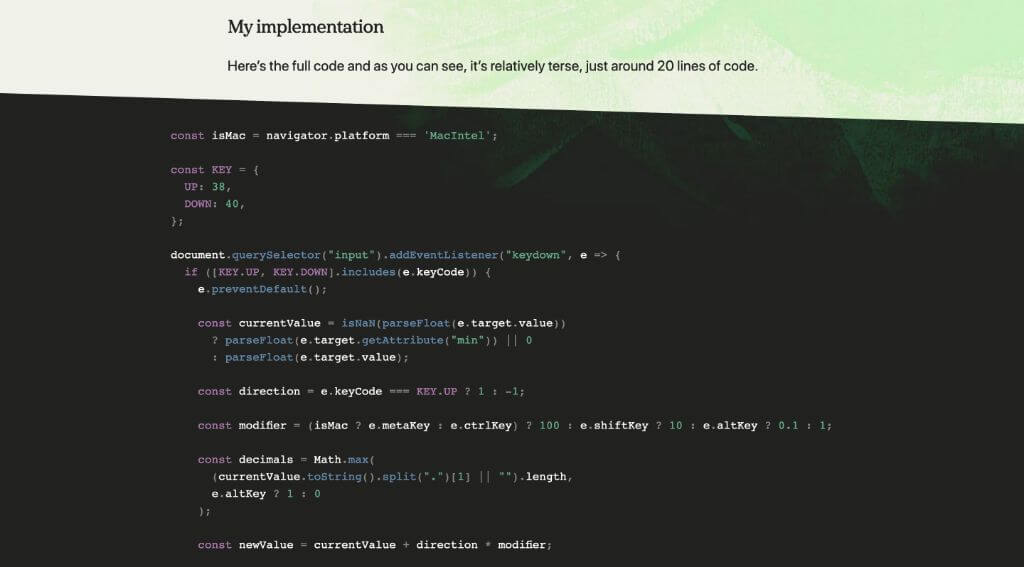 My implementation
Here’s the full code and as you can see, it’s relatively terse, just around 20 lines of code.
const isMac = navigator.platform === 'MacIntel';
const KEY = {
UP: 38,
DOWN: 40,
};
document.querySelector("input").addEventListener("keydown", e => {
if ([KEY.UP, KEY.DOWN].includes(e.keyCode)) {
e.preventDefault();
const currentValue = isNaN(parseFloat(e.target.value))
? parseFloat(e.target.getAttribute("min")) || 0
: parseFloat(e.target.value);
const direction = e.keyCode === KEY.UP ? 1 : -1;
const modifier = (isMac ? e.metaKey : e.ctrlKey) ? 100 : e.shiftKey ? 10 : e.altKey ? 0.1 : 1;
const decimals = Math.max(
(currentValue.toString().split(".")[1] || "").length,
e.altKey ? 1 : 0
);
const newValue = currentValue + direction * modifier;